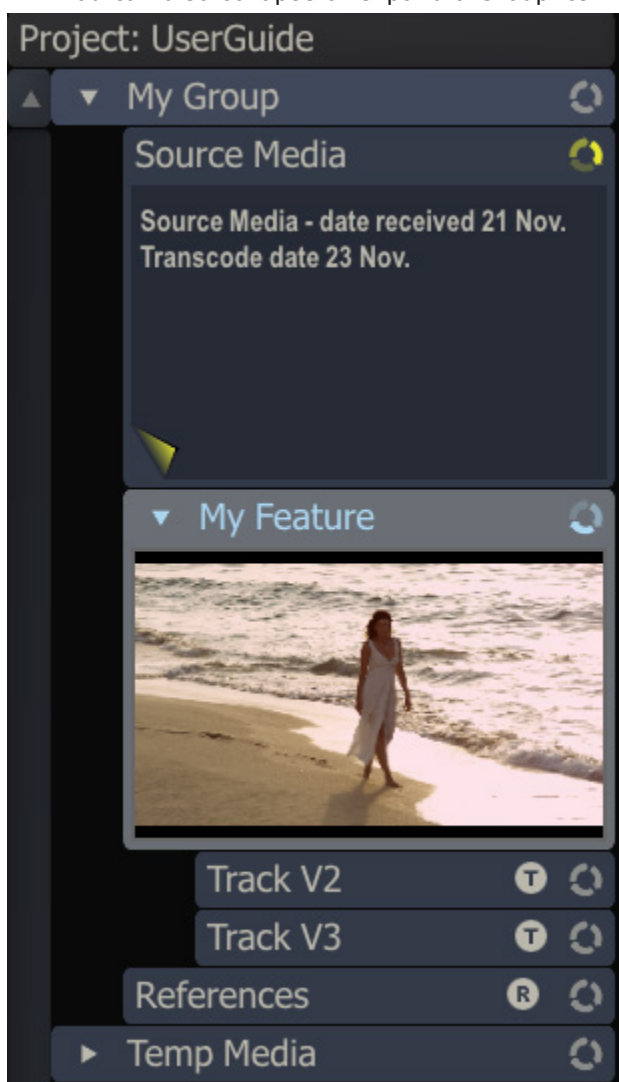 Project: UserGuide
My Group
Source Media
Source Media - date received 21 Nov.
Transcode date 23 Nov.
My Feature
Track V2 T
Track V3 T
References R
Temp Media